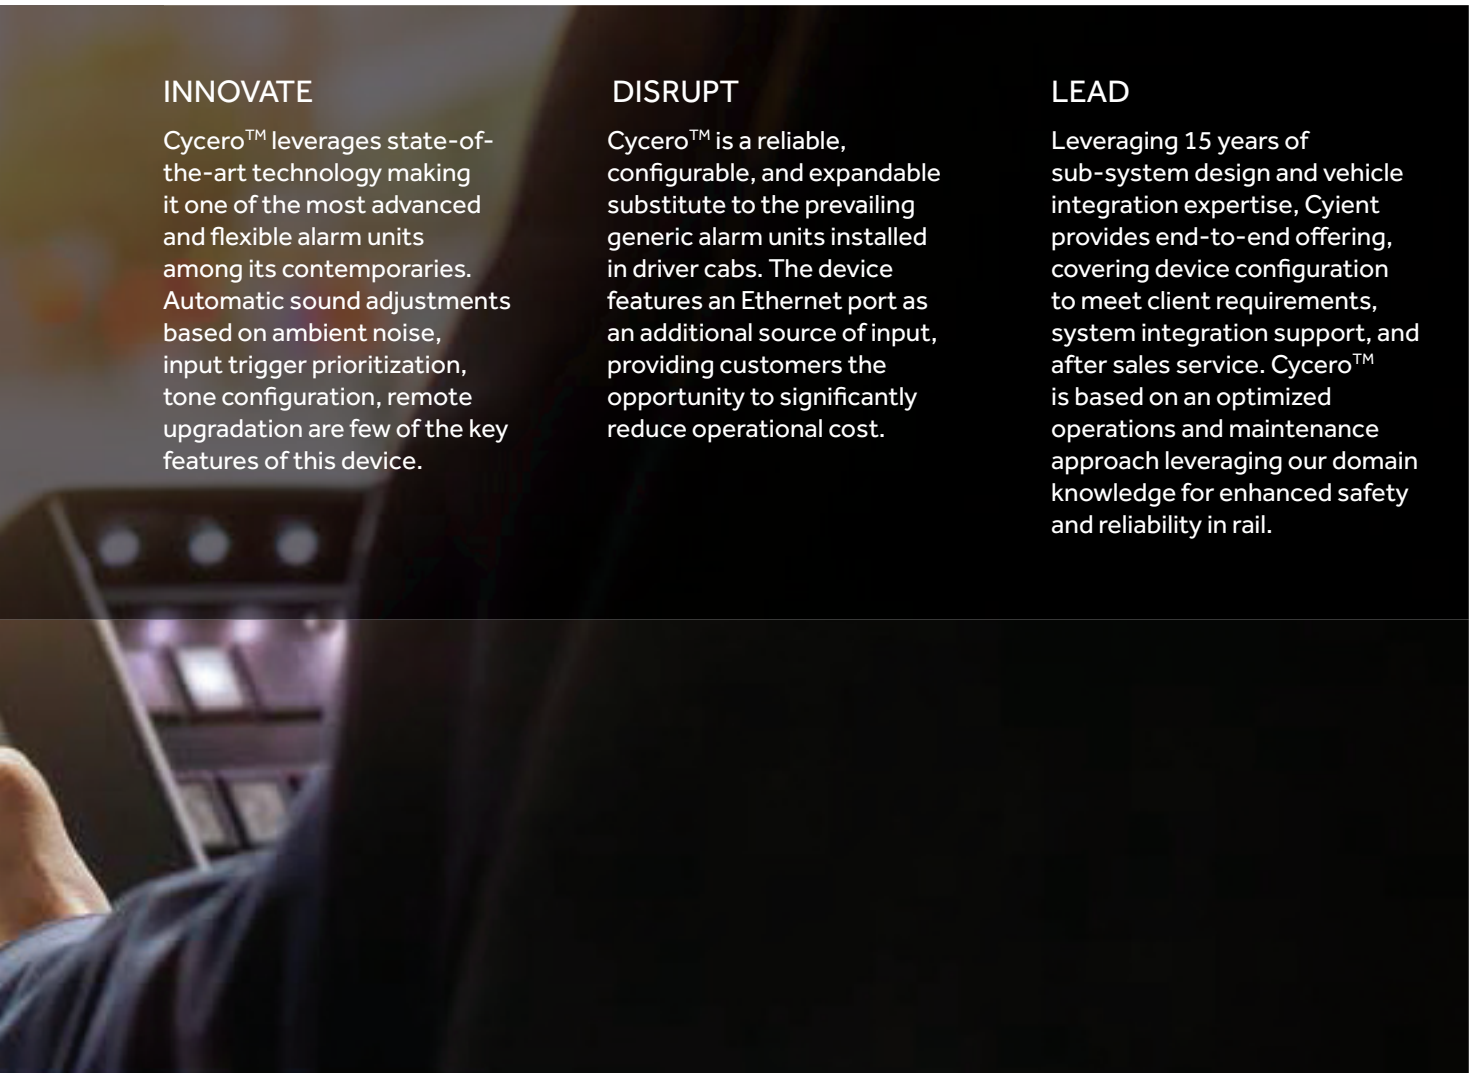 INNOVATE
Cycero™ leverages state-of-
the-art technology making
it one of the most advanced
and flexible alarm units
among its contemporaries.
Automatic sound adjustments
based on ambient noise,
input trigger prioritization,
tone configuration, remote
upgradation are few of the key
features of this device.
DISRUPT
Cycero™ is a reliable,
configurable, and expandable
substitute to the prevailing
generic alarm units installed
in driver cabs. The device
features an Ethernet port as
an additional source of input,
providing customers the
opportunity to significantly
reduce operational cost.
LEAD
Leveraging 15 years of
sub-system design and vehicle
integration expertise, Cyient
provides end-to-end offering,
covering device configuration
to meet client requirements,
system integration support, and
after sales service. Cycero™
is based on an optimized
operations and maintenance
approach leveraging our domain
knowledge for enhanced safety
and reliability in rail.